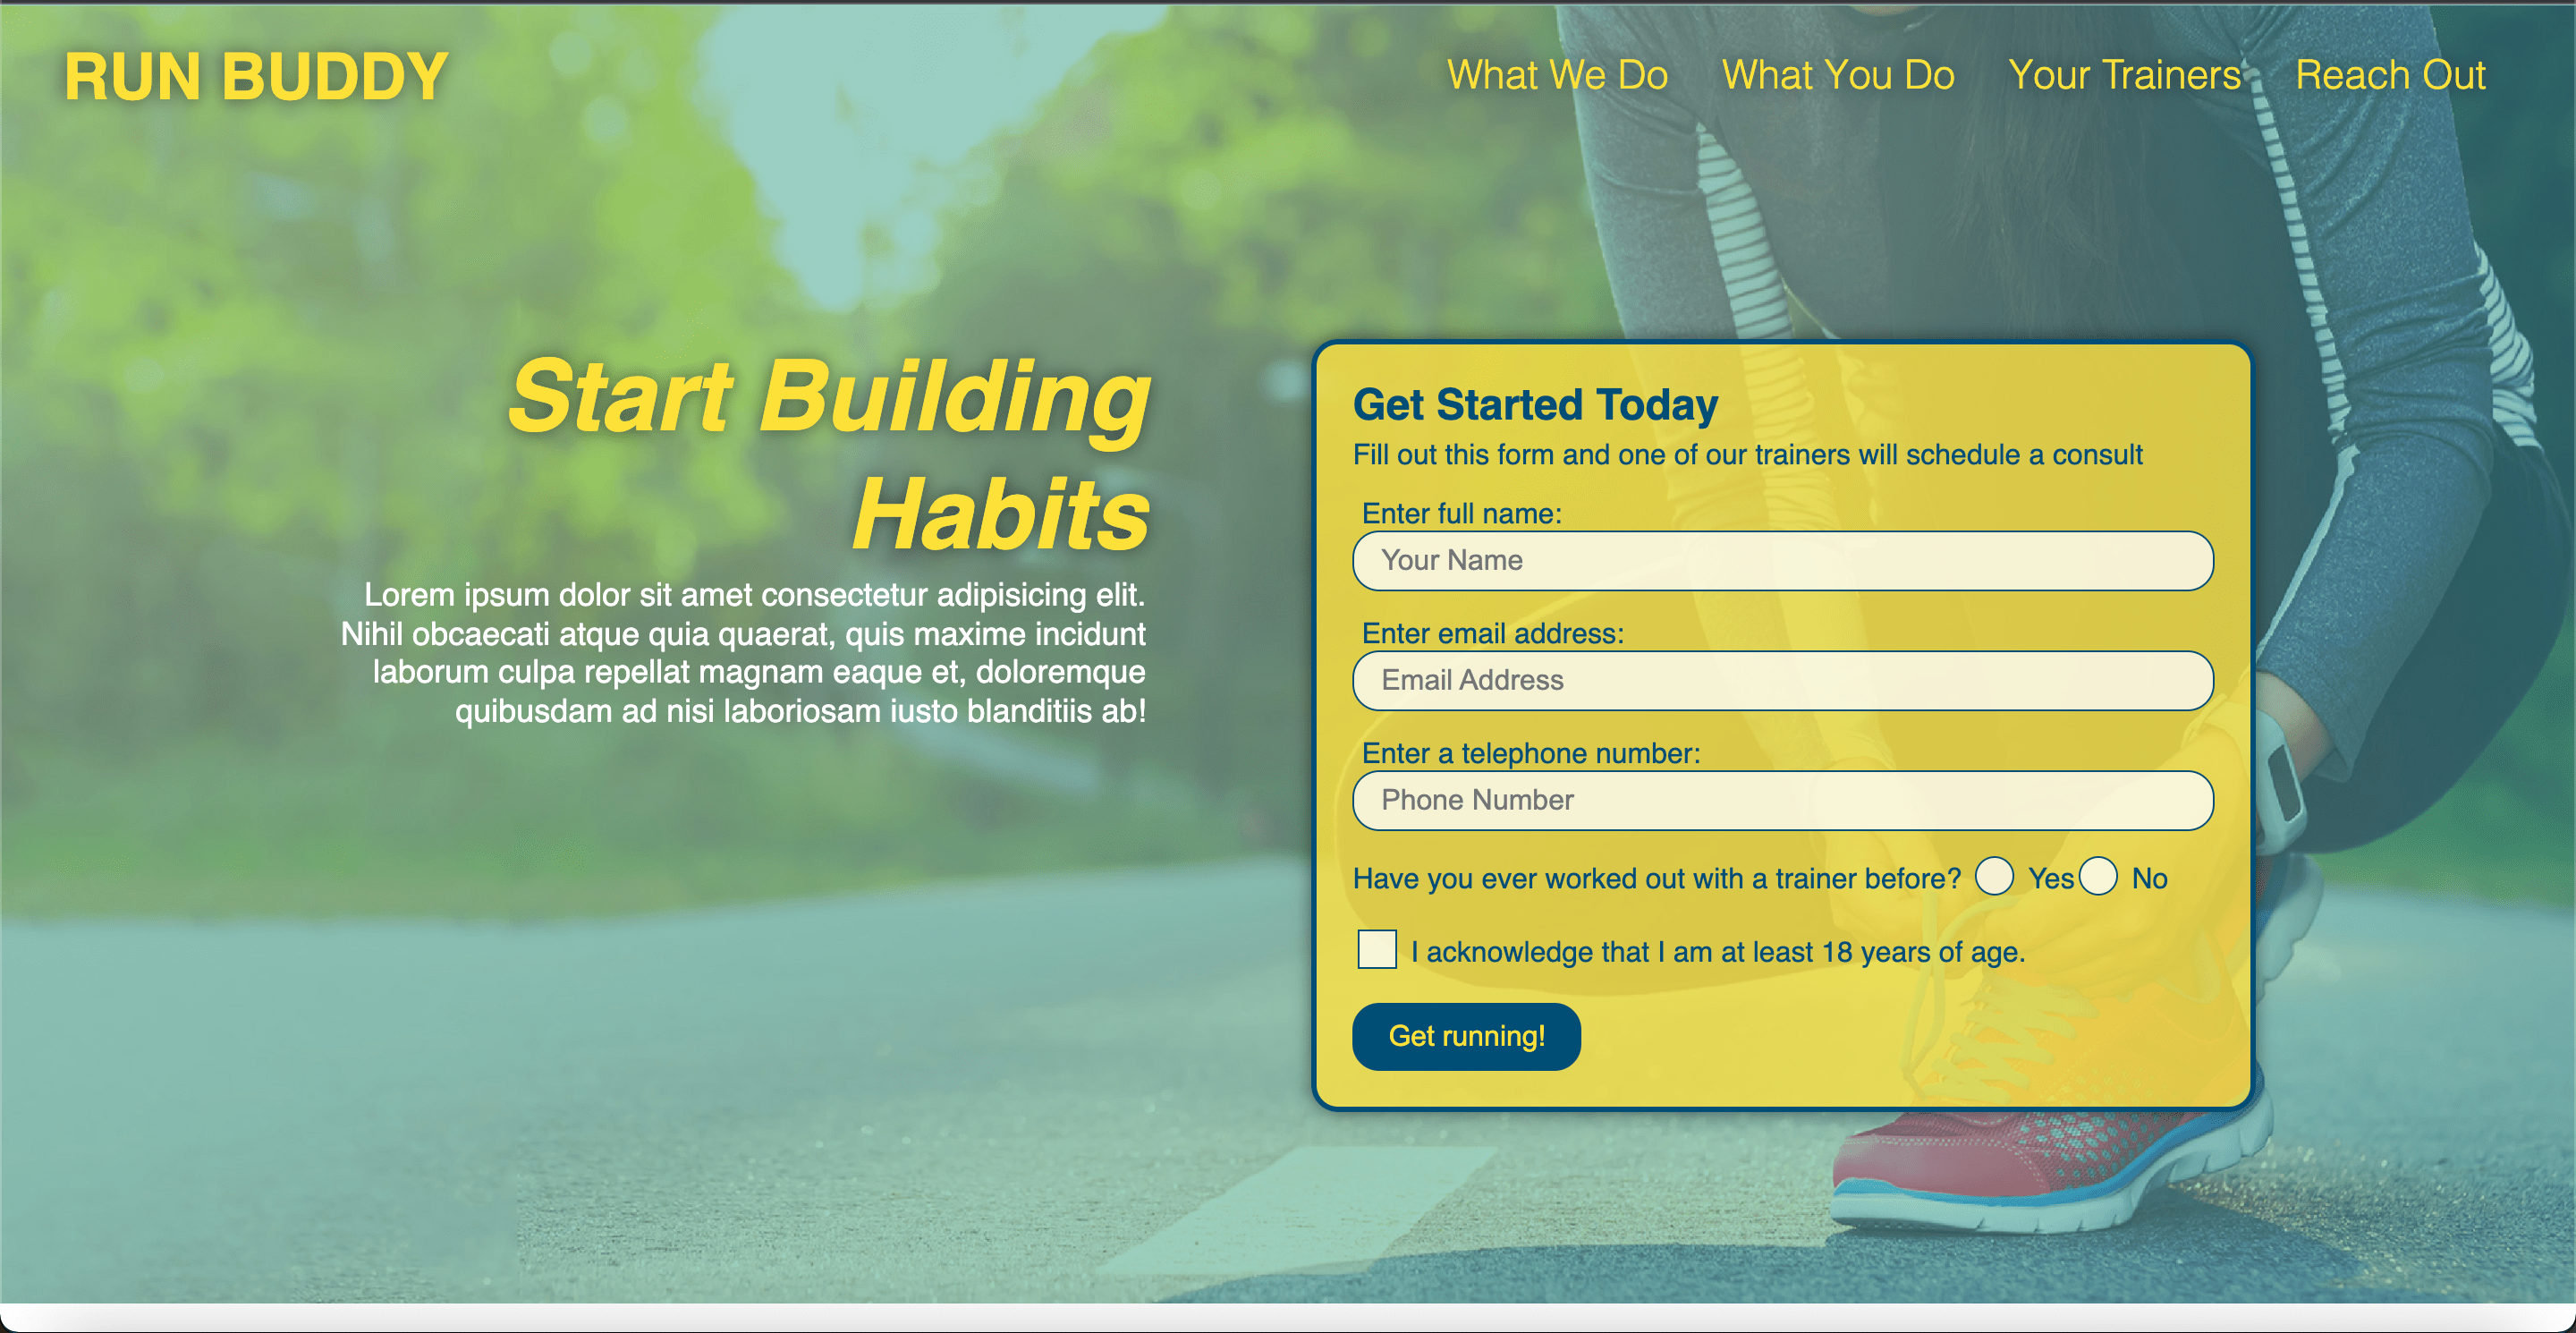 RUN BUDDY
What We Do What You Do Your Trainers Reach Out
Start Building
Habits
Lorem ipsum dolor sit amet consectetur adipisicing elit.
Nihil obcaecati atque quia quaerat, quis maxime incidunt
laborum culpa repellat magnam eaque et, doloremque
quibusdam ad nisi laboriosam iusto blanditiis ab!
Get Started Today
Fill out this form and one of our trainers will schedule a consult
Enter full name:
Your Name
Enter email address:
Email Address
Enter a telephone number:
Phone Number
Have you ever worked out with a trainer before? Yes No
I acknowledge that I am at least 18 years of age.
Get running!